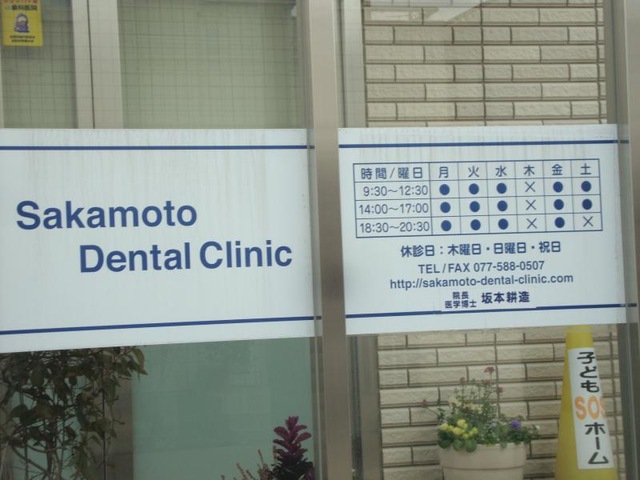 Sakamoto
Dental Clinic
時間/曜日 月 火 水 木 金 土
9:30〜12:30 ● ● ● × ● ●
14:00〜17:00 ● ● ● × ● ●
18:30〜20:30 ● ● ● × ● ×
休診日:木曜日・日曜日・祝日
TEL/FAX 077-588-0507
http://sakamoto-dental-clinic.com
院長
医学博士 坂本耕造
子どもSOSホーム